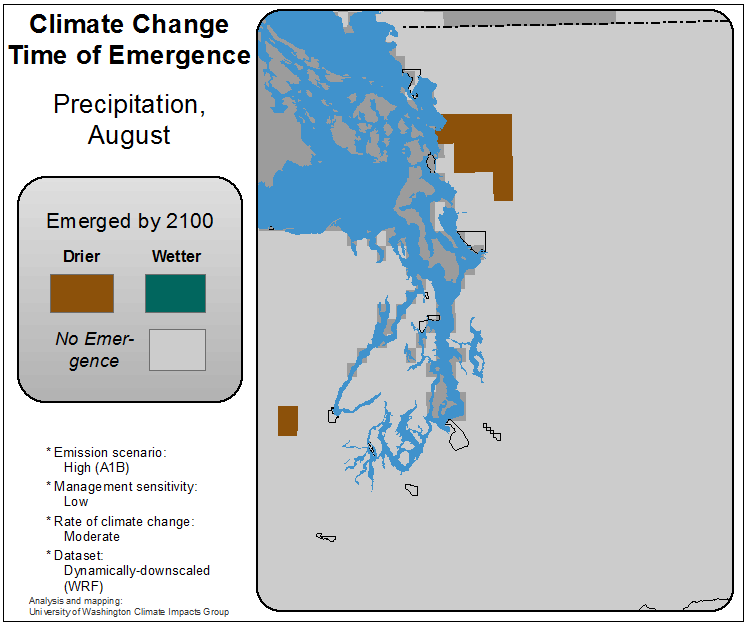 Climate Change
Time of Emergence
Precipitation,
August
Emerged by 2100
Drier Wetter
No Emer-
gence
* Emission scenario:
High (A1B)
* Management sensitivity:
Low
* Rate of climate change:
Moderate
* Dataset:
Dynamically-downscaled
(WRF)
Analysis and mapping:
University of Washington Climate Impacts Group